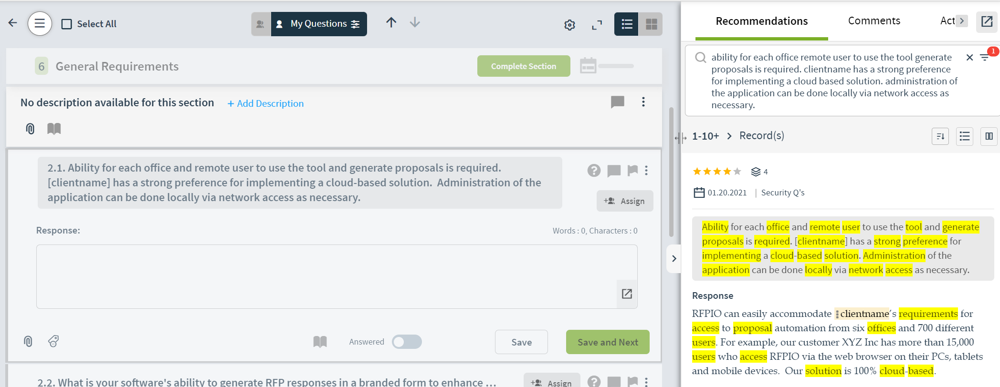 Select All
My Questions
6 General Requirements
Complete Section
No description available for this section + Add Description
2.1. Ability for each office and remote user to use the tool and generate proposals is required.
[clientname] has a strong preference for implementing a cloud-based solution.  Administration of the
application can be done locally via network access as necessary.
Assign
Response:
Words : 0, Characters : 0
Answered
Save
Save and Next
2.2. What is your software's ability to generate RFP responses in a branded form to enhance ...
Assign
Recommendations
Comments
Act
1
ability for each office remote user to use the tool generate
proposals is required. clientname has a strong preference
for implementing a cloud based solution. administration of
the application can be done locally via network access as
necessary.
1-10+ > Record(s)
4
01.20.2021 | Security Q's
Ability for each office and remote user to use the tool and generate
proposals is required. [clientname] has a strong preference for
implementing a cloud-based solution. Administration of the
application can be done locally via network access as necessary.
Response
RFPIO can easily accommodate clientname's requirements for
access to proposal automation from six offices and 700 different
users. For example, our customer XYZ Inc has more than 15,000
users who access RFPIO via the web browser on their PCs, tablets
and mobile devices.  Our solution is 100% cloud-based.